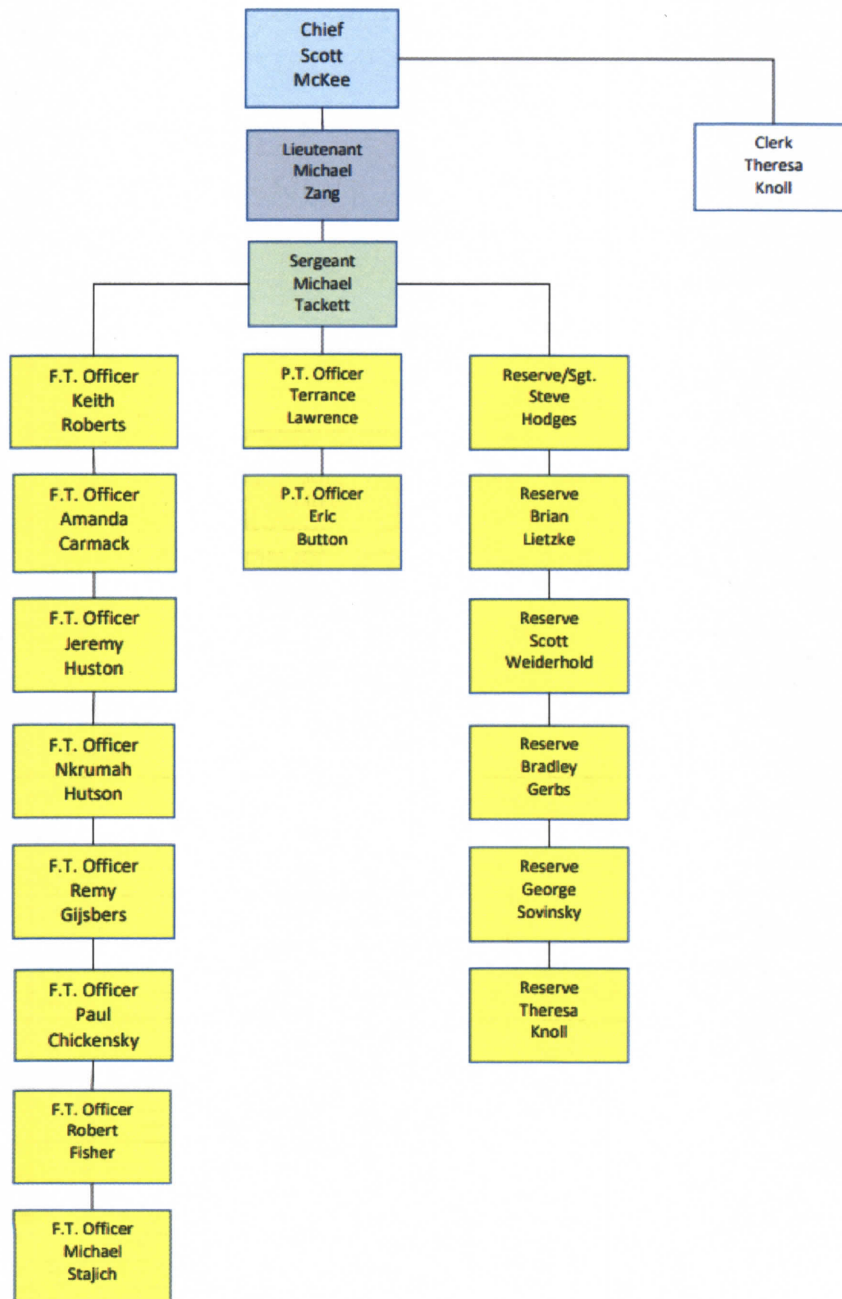 Chief
Scott
McKee
Clerk
Theresa
Knoll
Lieutenant
Michael
Zang
Sergeant
Michael
Tackett
F.T. Officer
Keith
Roberts
P.T. Officer
Terrance
Lawrence
Reserve/Sgt.
Steve
Hodges
F.T. Officer
Amanda
Carmack
P.T. Officer
Eric
Button
Reserve
Brian
Lietzke
F.T. Officer
Jeremy
Huston
Reserve
Scott
Weiderhold
F.T. Officer
Nkrumah
Hutson
Reserve
Bradley
Gerbs
F.T. Officer
Remy
Gijsbers
Reserve
George
Sovinsky
F.T. Officer
Paul
Chickensky
Reserve
Theresa
Knoll
F.T. Officer
Robert
Fisher
F.T. Officer
Michael
Stajich